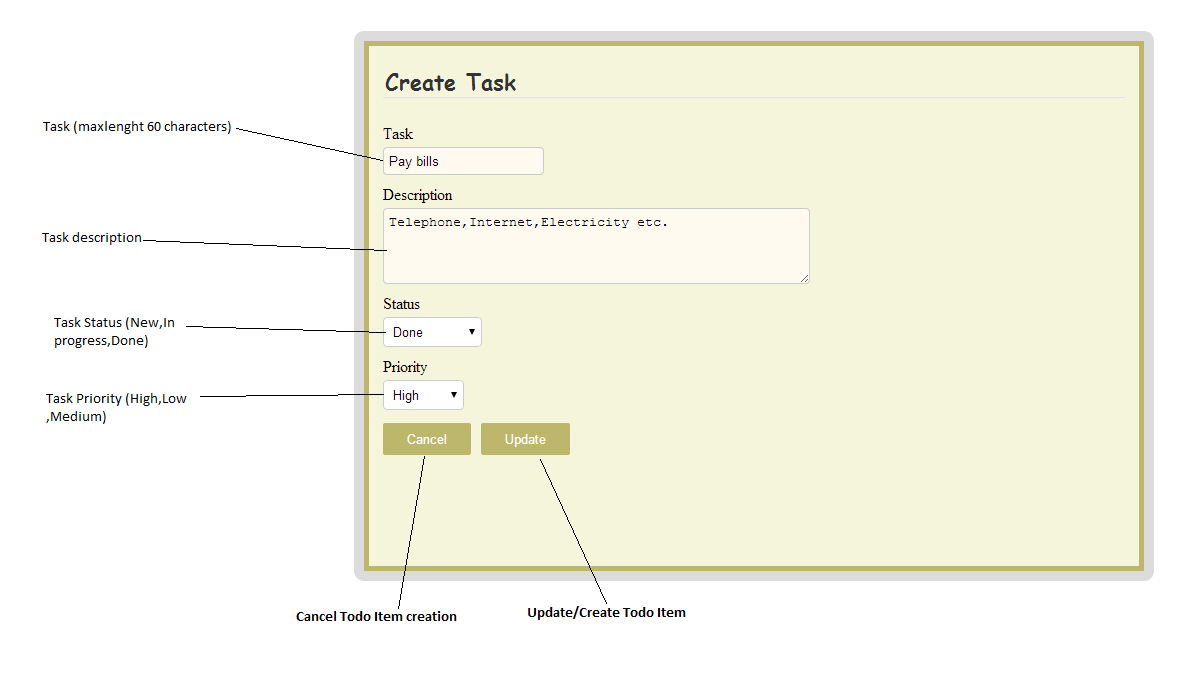 Create Task
Task (maxlenght 60 characters)
Task
Pay bills
Description
Telephone,Internet,Electricity etc.
Task description
Status
Task Status (New,In
progress,Done)
Done
Priority
Task Priority (High,Low
,Medium)
High
Cancel
Update
Cancel Todo Item creation
Update/Create Todo Item